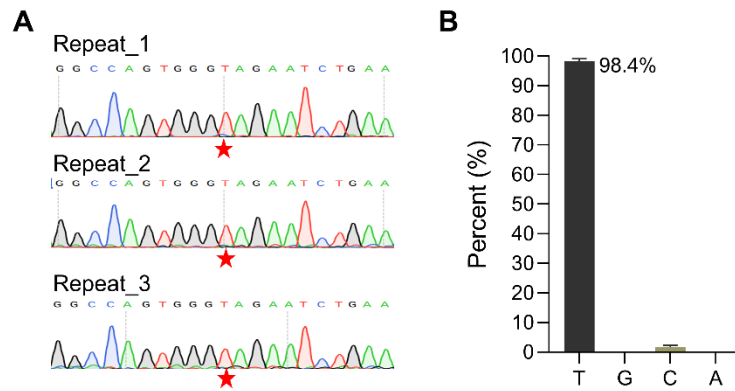 A
Repeat_1
G G C C A G T G G G T A G A A T C T G A A
Repeat_2
G G C C A G T G G G T A G A A T C T G A A
Repeat_3
G G C C A G T G G G T A G A A T C T G A A
B
Percent (%)
100
90
80
70
60
50
40
30
20
10
0
98.4%
T G C A